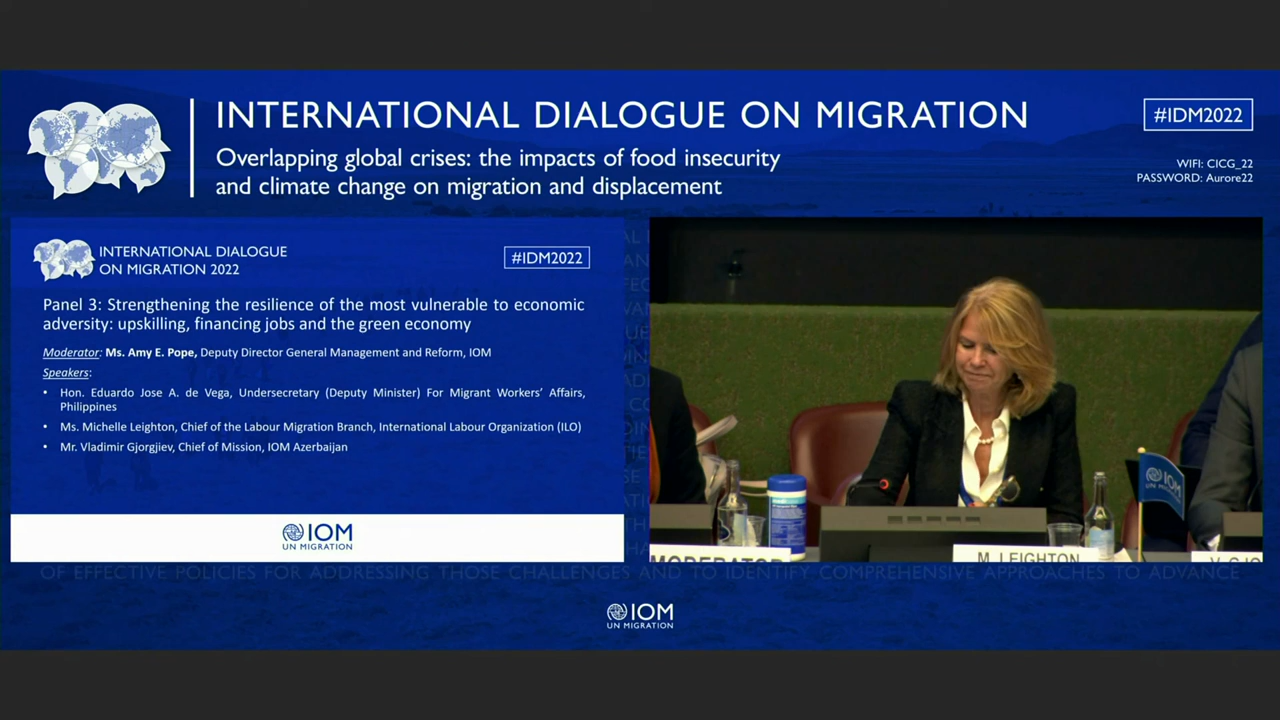 INTERNATIONAL DIALOGUE ON MIGRATION
Overlapping global crises: the impacts of food insecurity
and climate change on migration and displacement
#IDM2022
WIFI: CICG_22
PASSWORD: Aurore22
INTERNATIONAL DIALOGUE
ON MIGRATION 2022
#IDM2022
Panel 3: Strengthening the resilience of the most vulnerable to economic
adversity: upskilling, financing jobs and the green economy
Moderator: Ms. Amy E. Pope, Deputy Director General Management and Reform, IOM
Speakers:
• Hon. Eduardo Jose A. de Vega, Undersecretary (Deputy Minister) For Migrant Workers’ Affairs,
Philippines
• Ms. Michelle Leighton, Chief of the Labour Migration Branch, International Labour Organization (ILO)
• Mr. Vladimir Gjorgjiev, Chief of Mission, IOM Azerbaijan
IOM
UN MIGRATION
IOM
UN MIGRATION
MODERATOR
M. LEIGHTON
OF EFFECTIVE POLICIES FOR ADDRESSING THOSE CHALLENGES AND TO IDENTIFY COMPREHENSIVE APPROACHES TO ADVANCE
IOM
UN MIGRATION